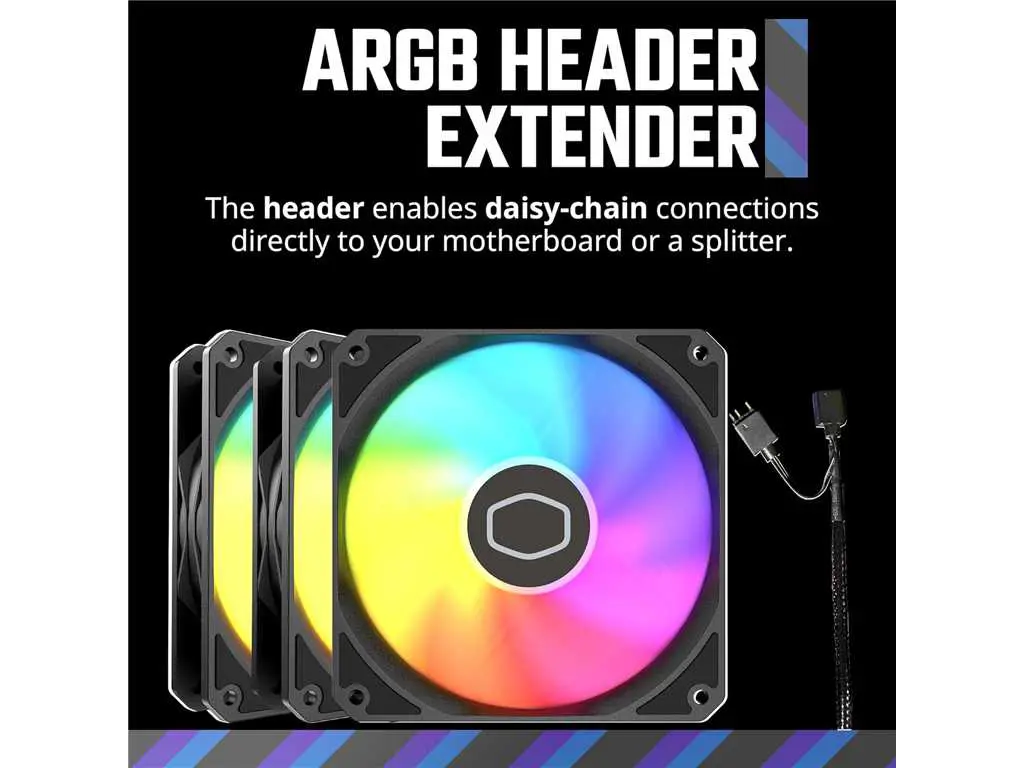 ARGB HEADER
EXTENDER
The header enables daisy-chain connections
directly to your motherboard or a splitter.